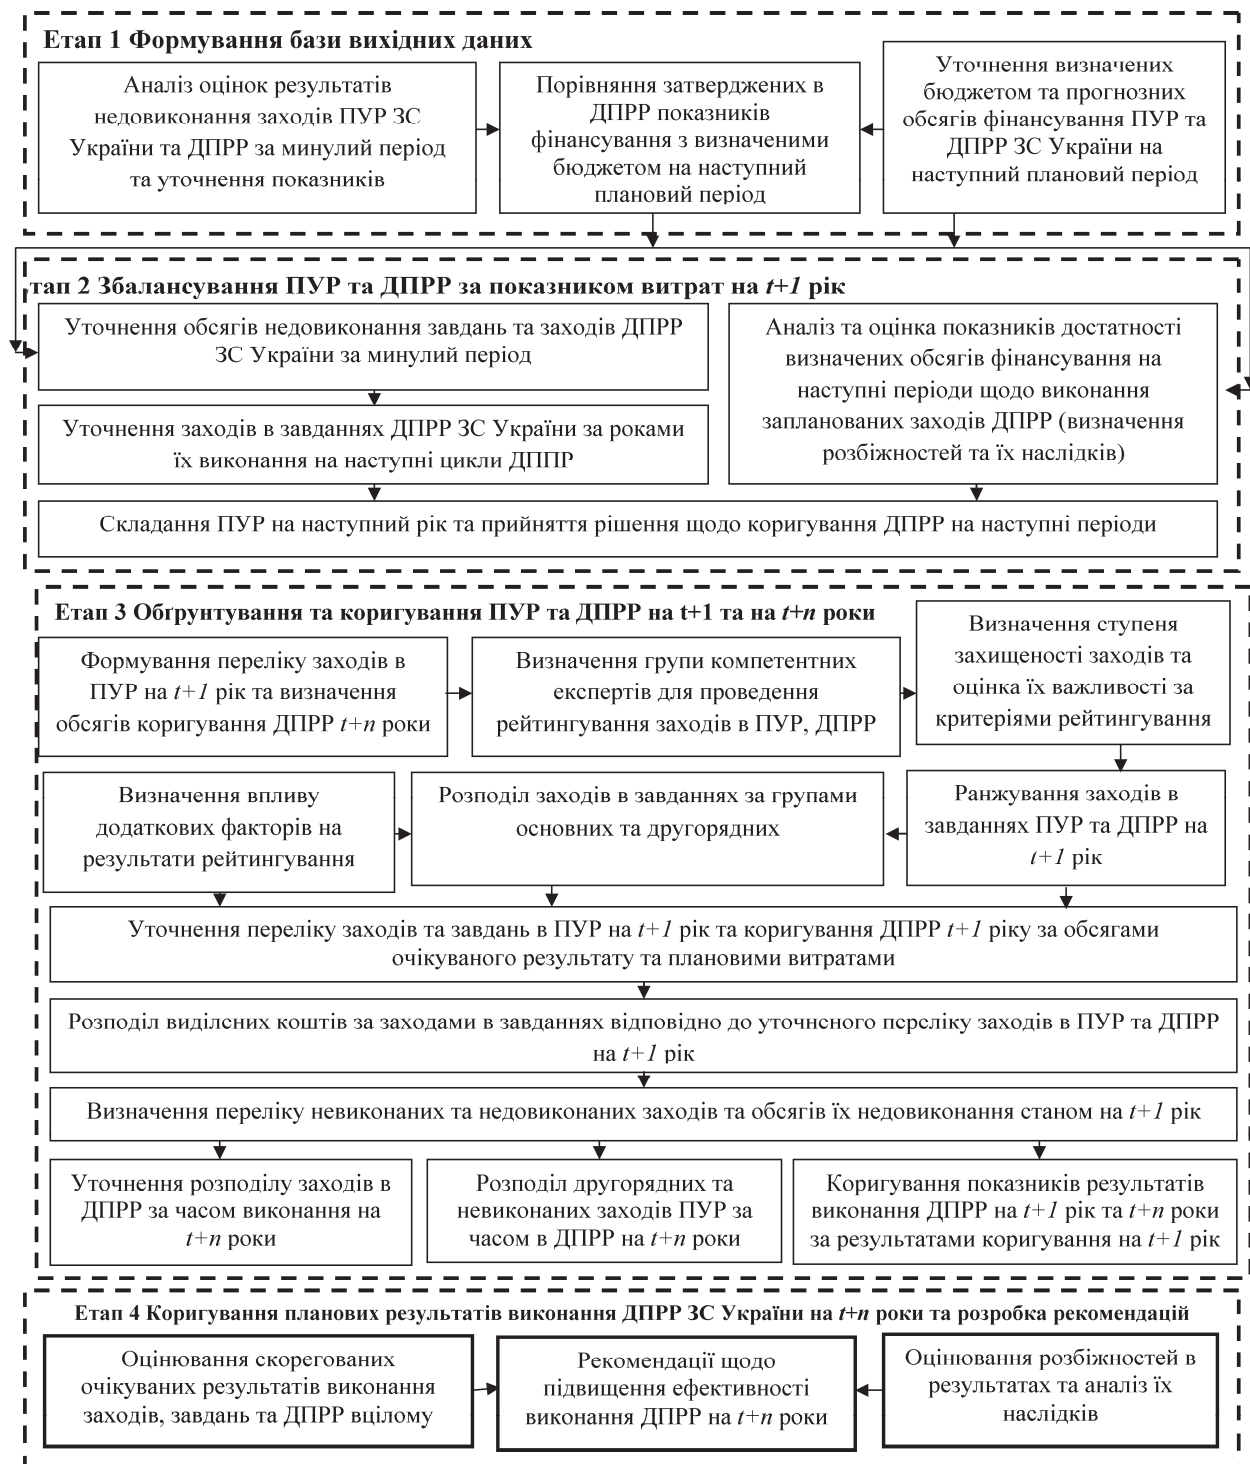 Етап 1 Формування бази вихідних даних
Аналіз оцінок результатів
недовиконання заходів ПУР ЗС
України та ДПРР за минулий період
та уточнення показників
Порівняння затверджених в
ДПРР показників
фінансування з визначеними
бюджетом на наступний
плановий період
Уточнення визначених
бюджетом та прогнозних
обсягів фінансування ПУР та
ДПРР ЗС України на
наступний плановий період
тап 2 Збалансування ПУР та ДПРР за показником витрат на t+1 рік
Уточнення обсягів недовиконання завдань та заходів ДПРР
ЗС України за минулий період
Аналіз та оцінка показників достатності
визначених обсягів фінансування на
наступні періоди щодо виконання
запланованих заходів ДПРР (визначення
розбіжностей та їх наслідків)
Уточнення заходів в завданнях ДПРР ЗС України за роками
їх виконання на наступні цикли ДППР
Складання ПУР на наступний рік та прийняття рішення щодо коригування ДПРР на наступні періоди
Етап 3 Обґрунтування та коригування ПУР та ДПРР на t+1 та на t+n роки
Формування переліку заходів в
ПУР на t+1 рік та визначення
обсягів коригування ДПРР t+n роки
Визначення групи компетентних
експертів для проведення
рейтингування заходів в ПУР, ДПРР
Визначення ступеня
захищеності заходів та
оцінка їх важливості за
критеріями рейтингування
Визначення впливу
додаткових факторів на
результати рейтингування
Розподіл заходів в завданнях за групами
основних та другорядних
Ранжування заходів в
завданнях ПУР та ДПРР на
t+1 рік
Уточнення переліку заходів та завдань в ПУР на t+1 рік та коригування ДПРР t+1 ріку за обсягами
очікуваного результату та плановими витратами
Розподіл виділених коштів за заходами в завданнях відповідно до уточненого переліку заходів в ПУР та ДПРР
на t+1 рік
Визначення переліку невиконаних та недовиконаних заходів та обсягів їх недовиконання станом на t+1 рік
Уточнення розподілу заходів в
ДПРР за часом виконання на
t+n роки
Розподіл другорядних та
невиконаних заходів ПУР за
часом в ДПРР на t+n роки
Коригування показників результатів
виконання ДПРР на t+1 рік та t+n роки
за результатами коригування на t+1 рік
Етап 4 Коригування планових результатів виконання ДПРР ЗС України на t+n роки та розробка рекомендацій
Оцінювання скорегованих
очікуваних результатів виконання
заходів, завдань та ДПРР вцілому
Рекомендації щодо
підвищення ефективності
виконання ДПРР на t+n роки
Оцінювання розбіжностей в
результатах та аналіз їх
наслідків